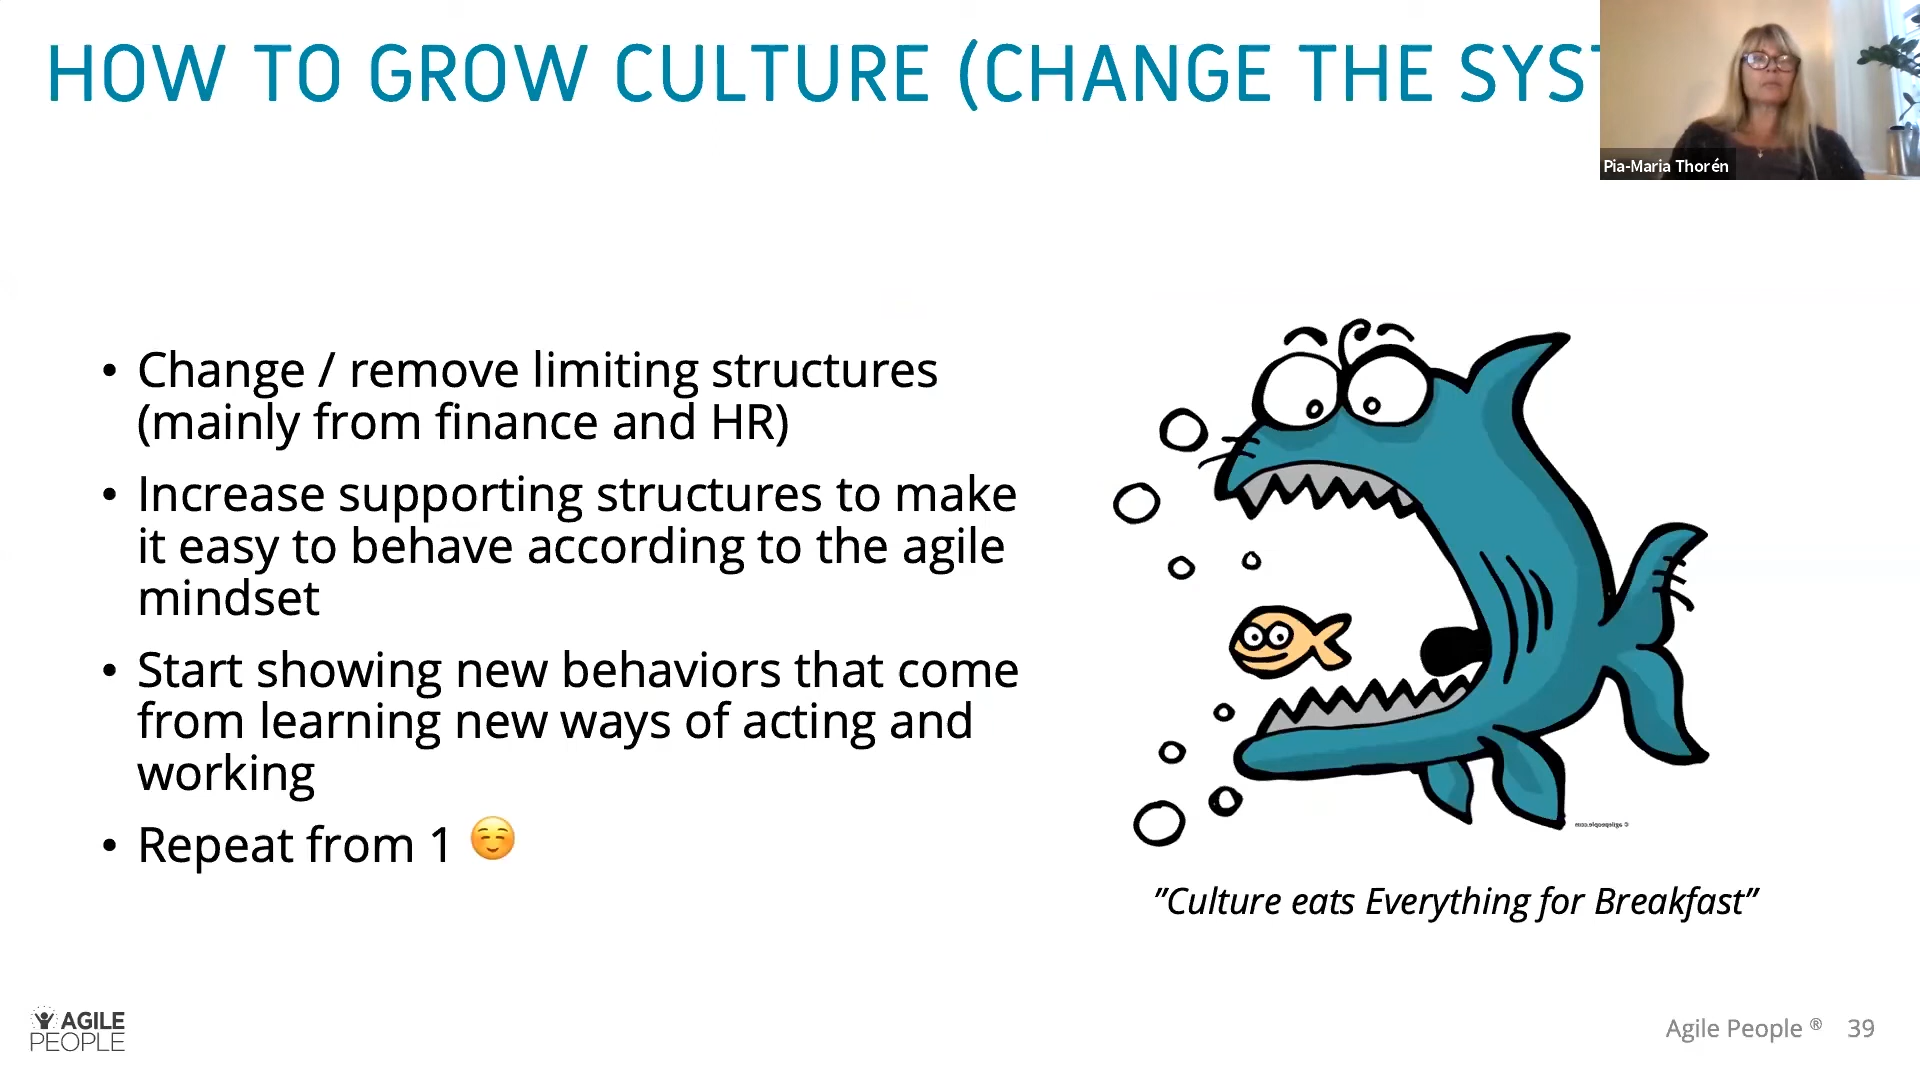 HOW TO GROW CULTURE (CHANGE THE SYS
Pia-Maria Thorén
• Change / remove limiting structures
(mainly from finance and HR)
• Increase supporting structures to make
it easy to behave according to the agile
mindset
• Start showing new behaviors that come
from learning new ways of acting and
working
• Repeat from 1 ☺️
”Culture eats Everything for Breakfast”
AGILE
PEOPLE
Agile People ® 39